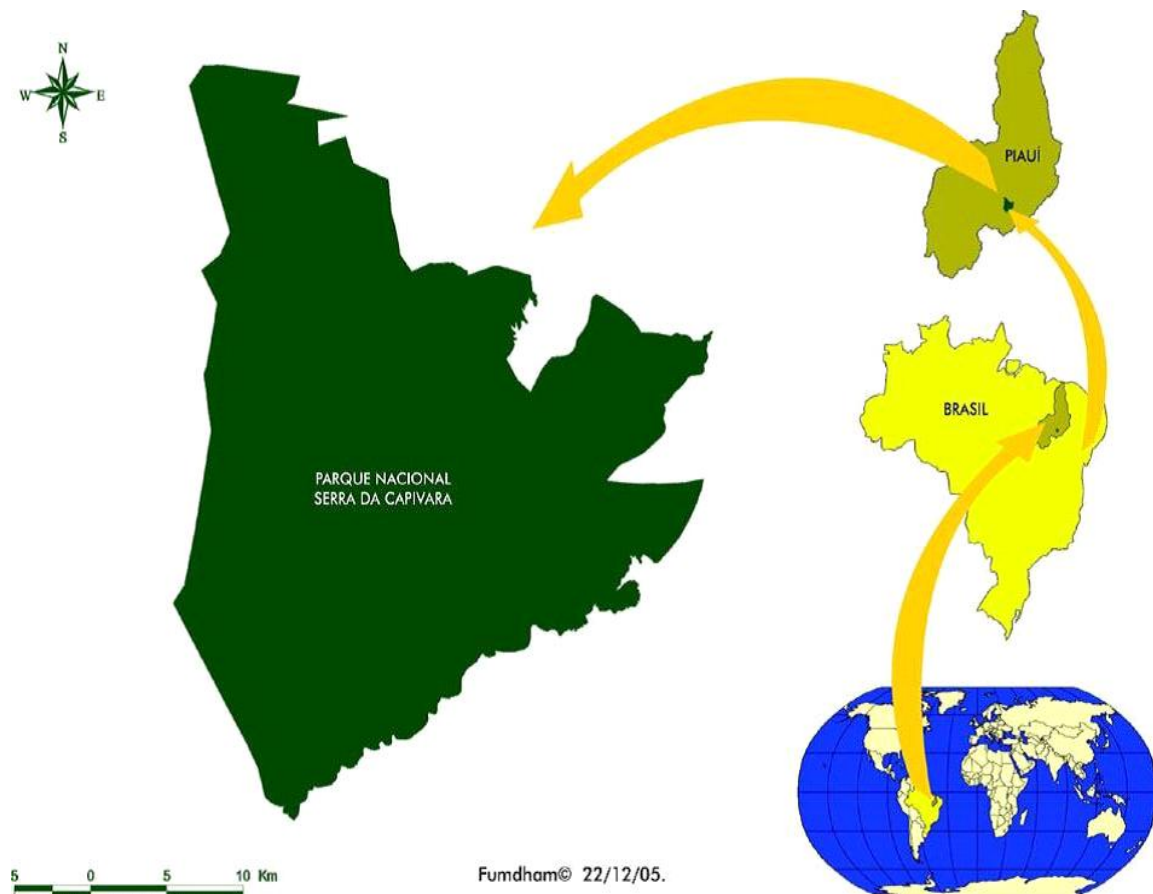 N
W E
S
PIAUÍ
BRASIL
PARQUE NACIONAL
SERRA DA CAPIVARA
5 0 5 10 Km
Fumdham© 22/12/05.